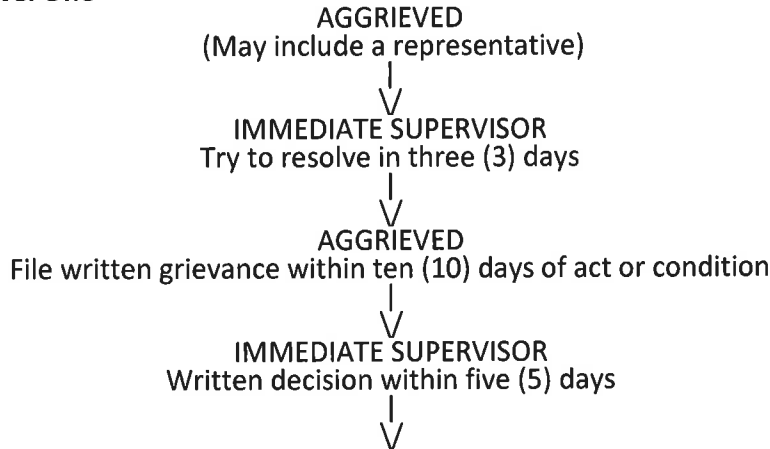 AGGRIEVED
(May include a representative)
IMMEDIATE SUPERVISOR
Try to resolve in three (3) days
AGGRIEVED
File written grievance within ten (10) days of act or condition
IMMEDIATE SUPERVISOR
Written decision within five (5) days